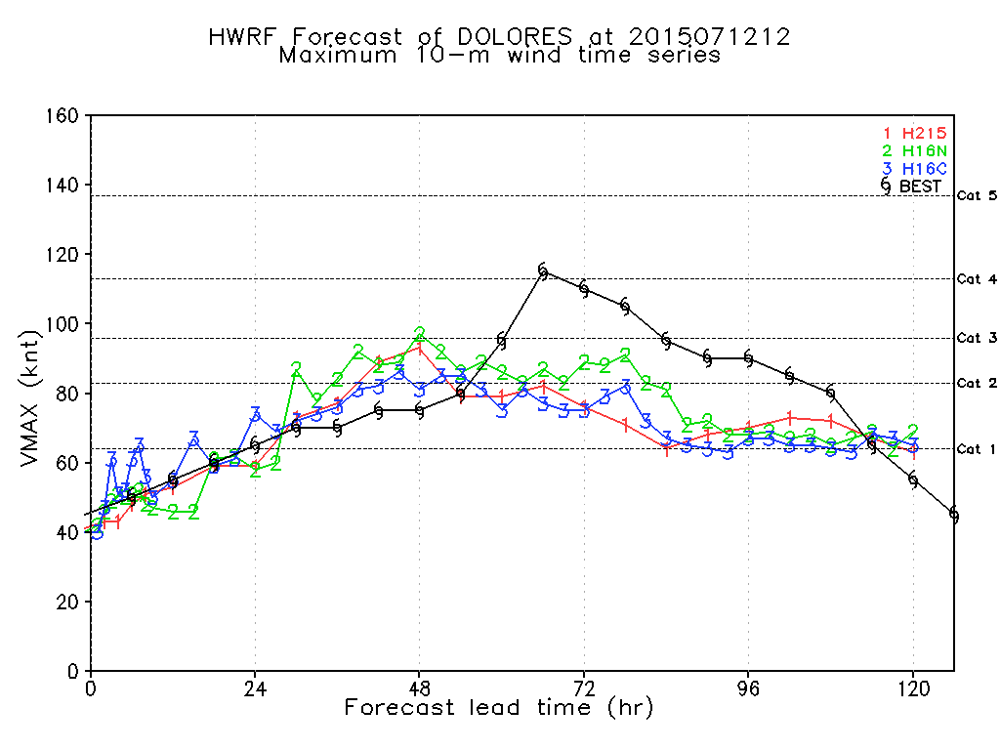 HWRF Forecast of DOLORES at 2015071212
Maximum 10-m wind time series
160
140
120
100
80
60
40
20
0
VMAX (knt)
1 H215
2 H16N
3 H16C
BEST
Cat 5
Cat 4
Cat 3
Cat 2
Cat 1
0 24 48 72 96 120
Forecast lead time (hr)